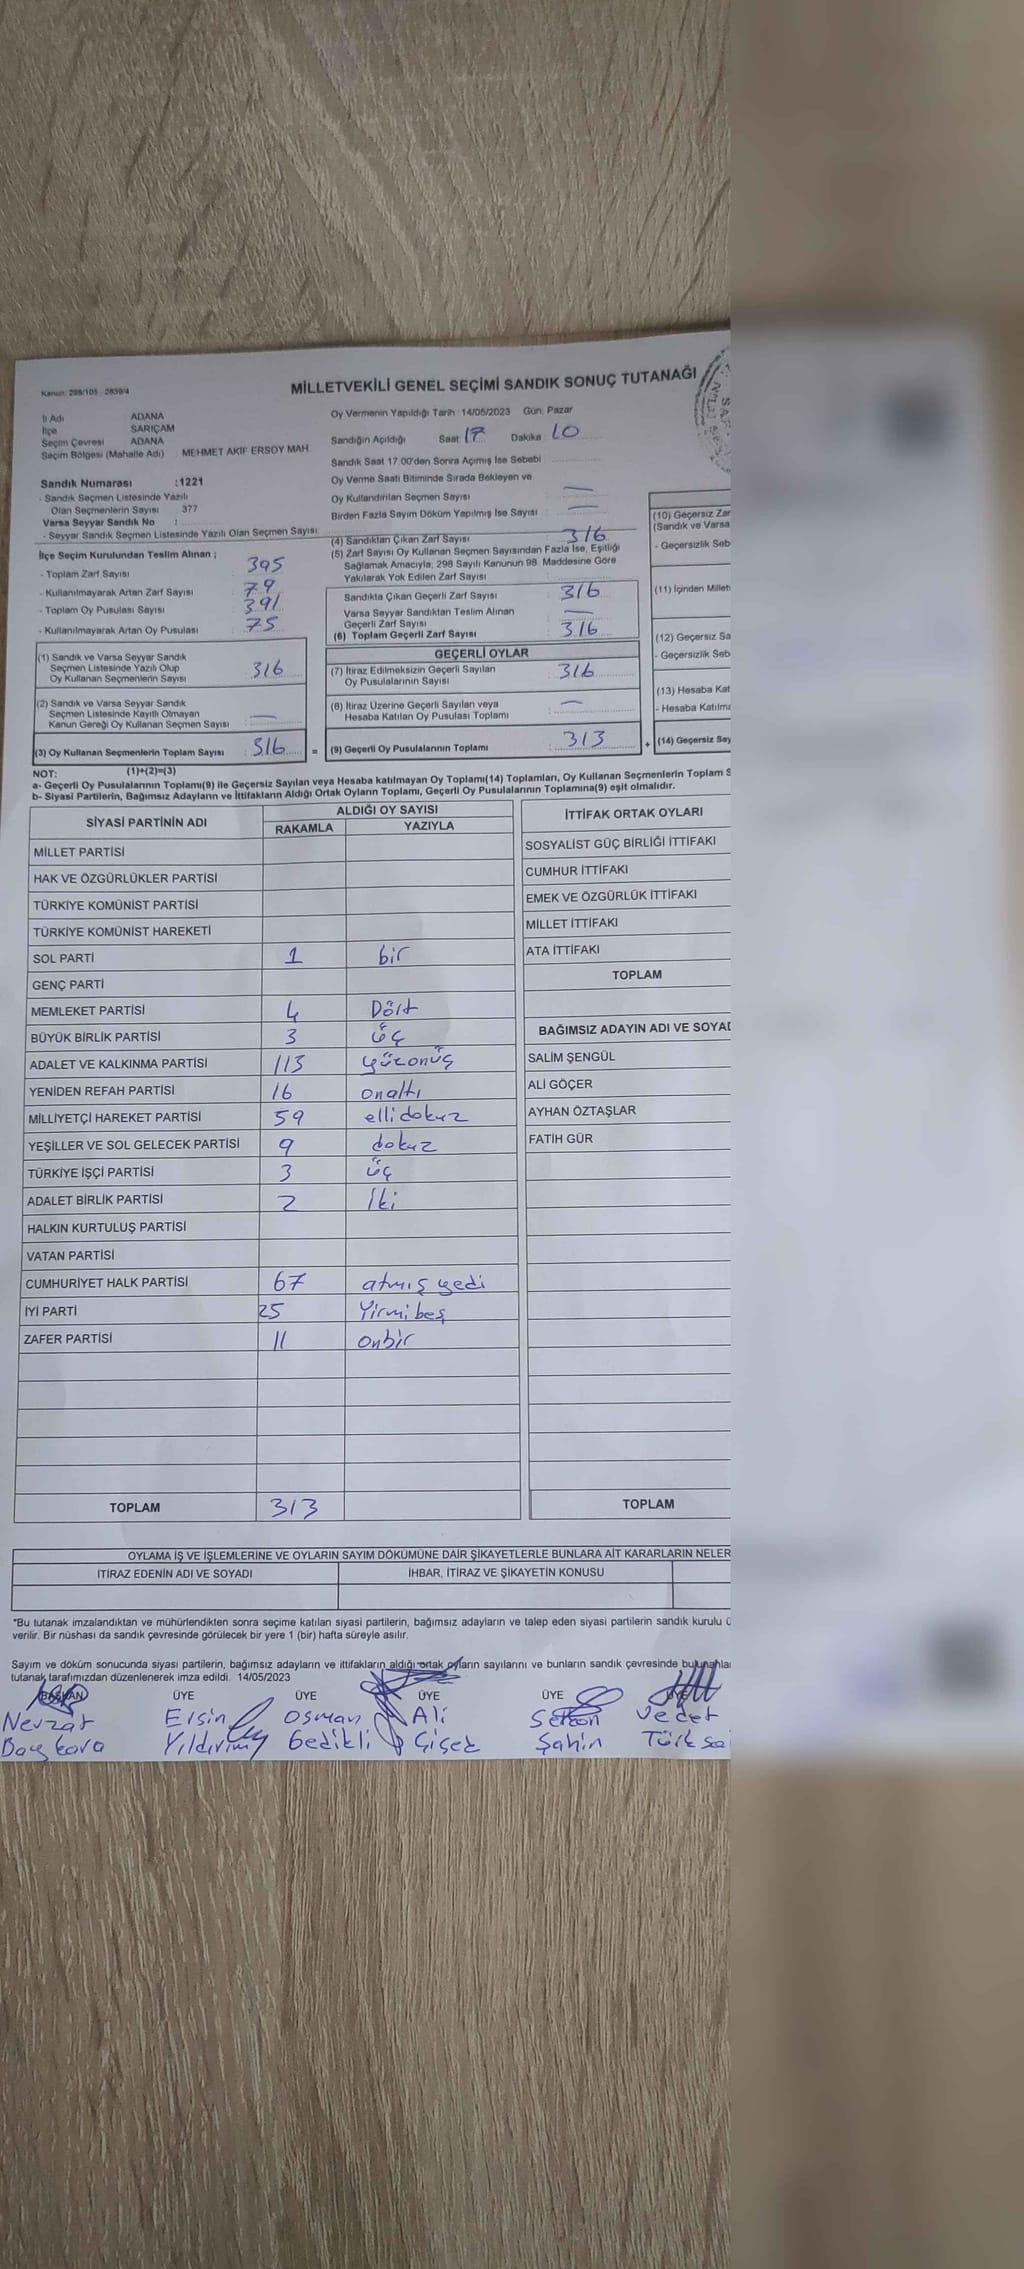 Kanun: 298/105 - 2839/4
MİLLETVEKİLİ GENEL SEÇİMİ SANDIK SONUÇ TUTANAĞI
İl Adı ADANA
İlçe SARIÇAM
Seçim Çevresi ADANA
Seçim Bölgesi (Mahalle Adı) MEHMET AKİF ERSOY MAH.
Sandık Numarası :1221
- Sandık Seçmen Listesinde Yazılı
Olan Seçmenlerin Sayısı 377
Varsa Seyyar Sandık No :
- Seyyar Sandık Seçmen Listesinde Yazılı Olan Seçmen Sayısı:
Oy Vermenin Yapıldığı Tarih :14/05/2023 Gün: Pazar
Sandığın Açıldığı Saat 17 Dakika 10
Sandık Saat 17.00'den Sonra Açımış İse Sebebi
Oy Verme Saati Bitiminde Sırada Bekleyen ve
Oy Kullandırılan Seçmen Sayısı : —
Birden Fazla Sayım Döküm Yapılmış İse Sayısı : —
İlçe Seçim Kurulundan Teslim Alınan ;
- Toplam Zarf Sayısı : 395
- Kullanılmayarak Artan Zarf Sayısı : 79
- Toplam Oy Pusulası Sayısı : 391
- Kullanılmayarak Artan Oy Pusulası : 75
(4) Sandıktan Çıkan Zarf Sayısı : 316
(5) Zarf Sayısı Oy Kullanan Seçmen Sayısından Fazla İse, Eşitliği
Sağlamak Amacıyla; 298 Sayılı Kanunun 98. Maddesine Göre
Yakılarak Yok Edilen Zarf Sayısı
Sandıkta Çıkan Geçerli Zarf Sayısı : 316
Varsa Seyyar Sandıktan Teslim Alınan
Geçerli Zarf Sayısı : —
(6) Toplam Geçerli Zarf Sayısı : 316
(1) Sandık ve Varsa Seyyar Sandık
Seçmen Listesinde Yazılı Olup
Oy Kullanan Seçmenlerin Sayısı : 316
(2) Sandık ve Varsa Seyyar Sandık
Seçmen Listesinde Kayıtlı Olmayan
Kanun Gereği Oy Kullanan Seçmen Sayısı : —
(3) Oy Kullanan Seçmenlerin Toplam Sayısı : 316 =
GEÇERLİ OYLAR
(7) İtiraz Edilmeksizin Geçerli Sayılan
Oy Pusulalarının Sayısı : 316
(8) İtiraz Üzerine Geçerli Sayılan veya
Hesaba Katılan Oy Pusulası Toplamı : —
(9) Geçerli Oy Pusulalarının Toplamı : 313 +
(10) Geçersiz Zar
(Sandık ve Varsa
- Geçersizlik Seb
(11) İçinden Millet
(12) Geçersiz Sa
- Geçersizlik Seb
(13) Hesaba Kat
- Hesaba Katılma
(14) Geçersiz Say
NOT: (1)+(2)=(3)
a- Geçerli Oy Pusulalarının Toplamı(9) ile Geçersiz Sayılan veya Hesaba katılmayan Oy Toplamı(14) Toplamları, Oy Kullanan Seçmenlerin Toplam S
b- Siyasi Partilerin, Bağımsız Adayların ve İttifakların Aldığı Ortak Oyların Toplamı, Geçerli Oy Pusulalarının Toplamına(9) eşit olmalıdır.
SİYASİ PARTİNİN ADI
ALDIĞI OY SAYISI
RAKAMLA YAZIYLA
MİLLET PARTİSİ
HAK VE ÖZGÜRLÜKLER PARTİSİ
TÜRKİYE KOMÜNİST PARTİSİ
TÜRKİYE KOMÜNİST HAREKETİ
SOL PARTİ 1 bir
GENÇ PARTİ
MEMLEKET PARTİSİ 4 Dört
BÜYÜK BİRLİK PARTİSİ 3 üç
ADALET VE KALKINMA PARTİSİ 113 yüzonüç
YENİDEN REFAH PARTİSİ 16 onaltı
MİLLİYETÇİ HAREKET PARTİSİ 59 ellidokuz
YEŞİLLER VE SOL GELECEK PARTİSİ 9 dokuz
TÜRKİYE İŞÇİ PARTİSİ 3 üç
ADALET BİRLİK PARTİSİ 2 İki
HALKIN KURTULUŞ PARTİSİ
VATAN PARTİSİ
CUMHURİYET HALK PARTİSİ 67 atmış yedi
İYİ PARTİ 25 Yirmibeş
ZAFER PARTİSİ 11 onbir
TOPLAM 313
İTTİFAK ORTAK OYLARI
SOSYALİST GÜÇ BİRLİĞİ İTTİFAKI
CUMHUR İTTİFAKI
EMEK VE ÖZGÜRLÜK İTTİFAKI
MİLLET İTTİFAKI
ATA İTTİFAKI
TOPLAM
BAĞIMSIZ ADAYIN ADI VE SOYAD
SALİM ŞENGÜL
ALİ GÖÇER
AYHAN ÖZTAŞLAR
FATİH GÜR
TOPLAM
OYLAMA İŞ VE İŞLEMLERİNE VE OYLARIN SAYIM DÖKÜMÜNE DAİR ŞİKAYETLERLE BUNLARA AİT KARARLARIN NELER
İTİRAZ EDENİN ADI VE SOYADI İHBAR, İTİRAZ VE ŞİKAYETİN KONUSU
*Bu tutanak imzalandıktan ve mühürlendikten sonra seçime katılan siyasi partilerin, bağımsız adayların ve talep eden siyasi partilerin sandık kurulu ü
verilir. Bir nüshası da sandık çevresinde görülecek bir yere 1 (bir) hafta süreyle asılır.
Sayım ve döküm sonucunda siyasi partilerin, bağımsız adayların ve ittifakların aldığı ortak oyların sayılarını ve bunların sandık çevresinde bulunanlar
tutanak tarafımızdan düzenlenerek imza edildi. 14/05/2023
BAŞKAN ÜYE ÜYE ÜYE ÜYE ÜYE
Nevzat Ersin Osman Ali Serkon Vedat
Baykara Yıldırım Gedikli Çiçek Şahin